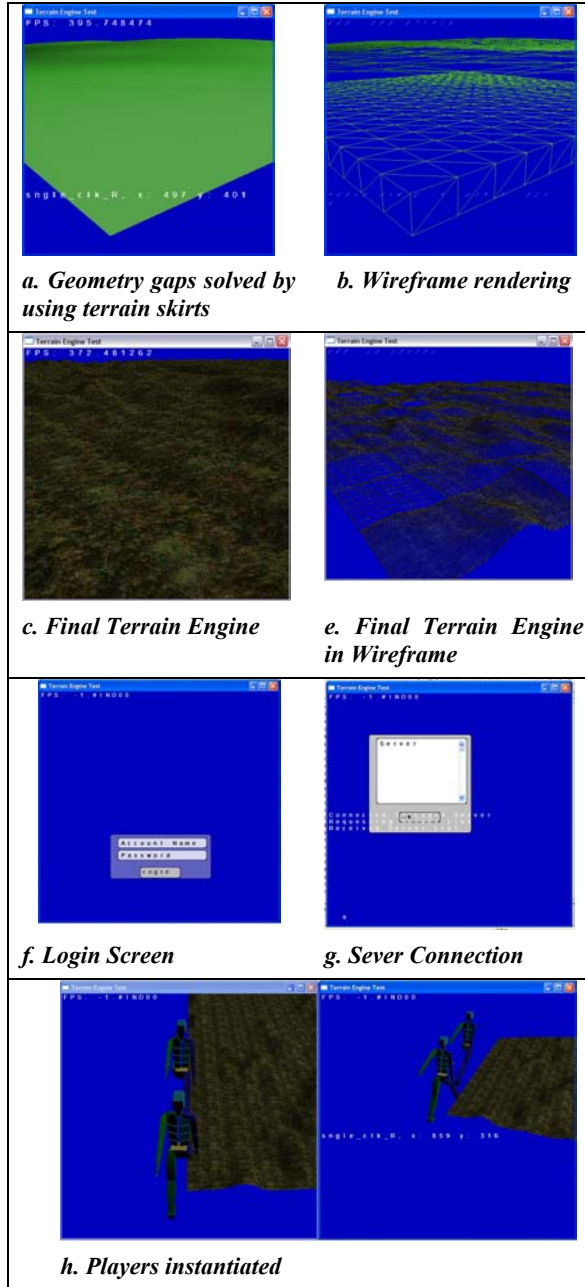 Terrain Engine Test
FPS: 395.748474
sngle_clk_R, x: 497 y: 401
Terrain Engine Test
a. Geometry gaps solved by
using terrain skirts
b. Wireframe rendering
Terrain Engine Test
FPS: 372.481262
Terrain Engine Test
c. Final Terrain Engine
e. Final Terrain Engine
in Wireframe
Terrain Engine Test
FPS: -1.#IND00
Account Name
Password
Login
Terrain Engine Test
FPS: -1.#IND00
Server
f. Login Screen
g. Sever Connection
Terrain Engine Test
FPS: -1.#IND00
Terrain Engine Test
FPS: -1.#IND00
sngle_clk_R, x: 859 y: 316
h. Players instantiated